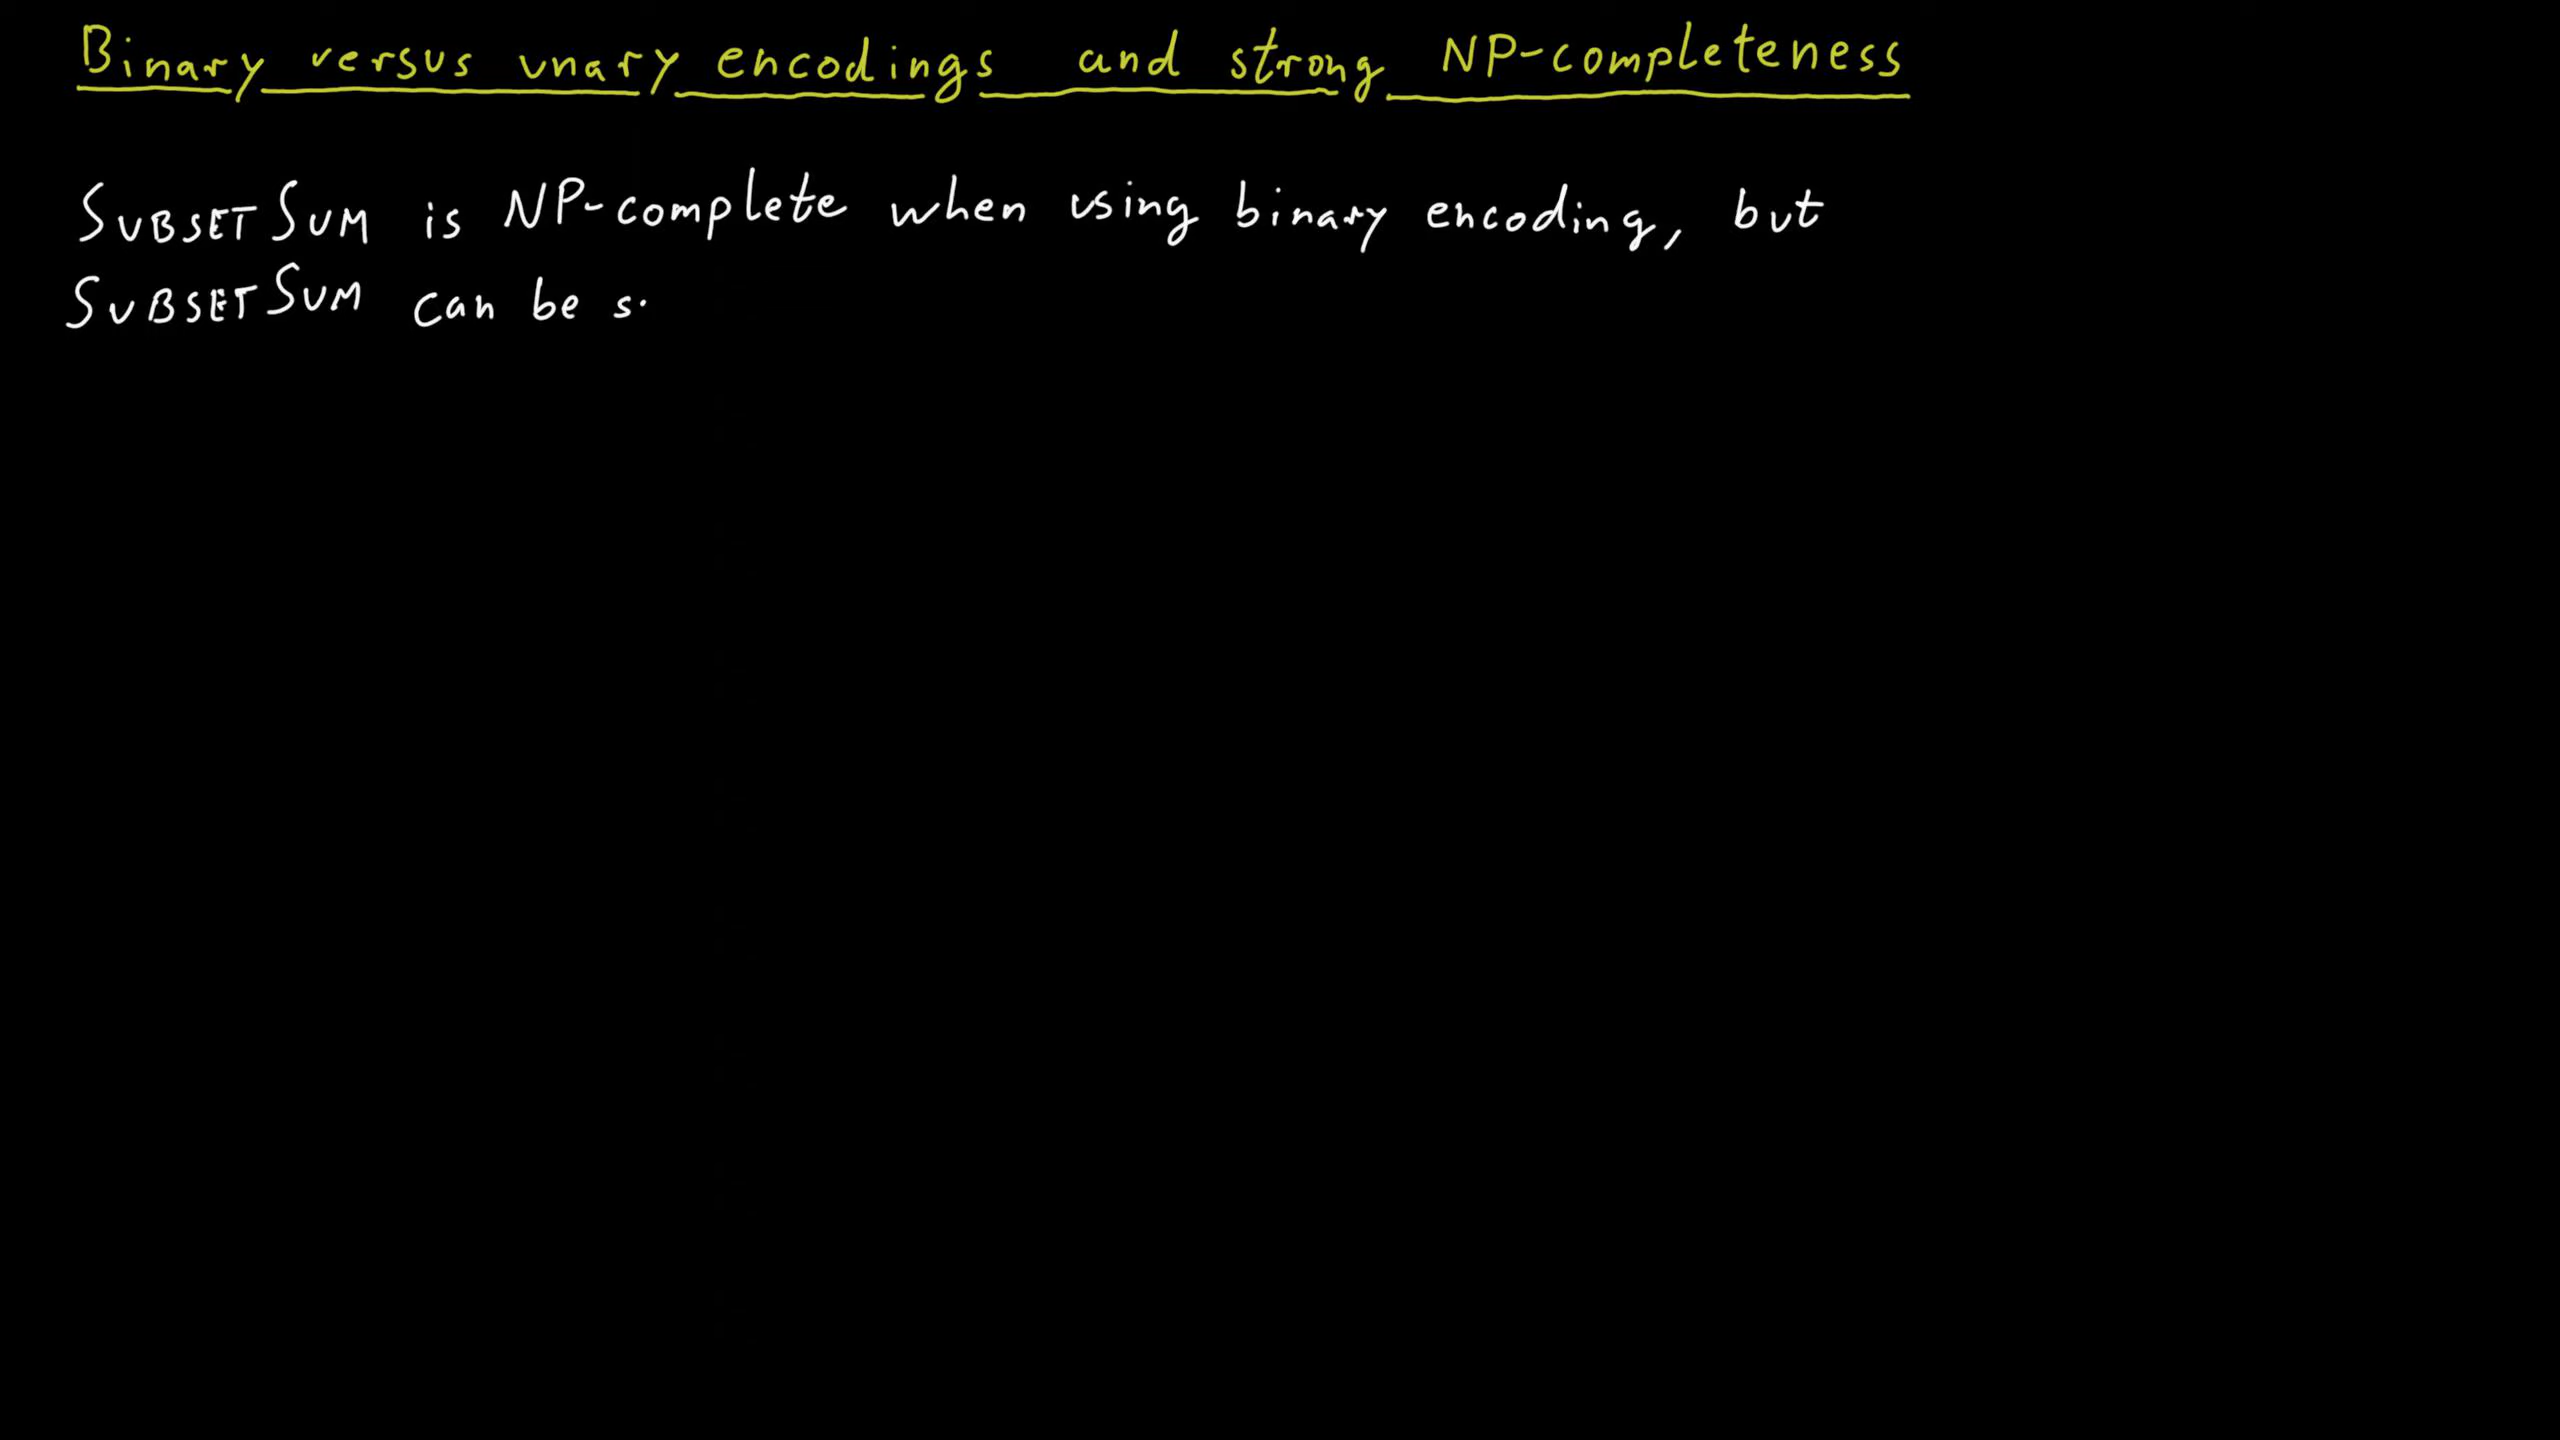 Binary versus unary encodings and strong NP-completeness
SUBSETSUM is NP-complete when using binary encoding, but
SUBSETSUM can be s